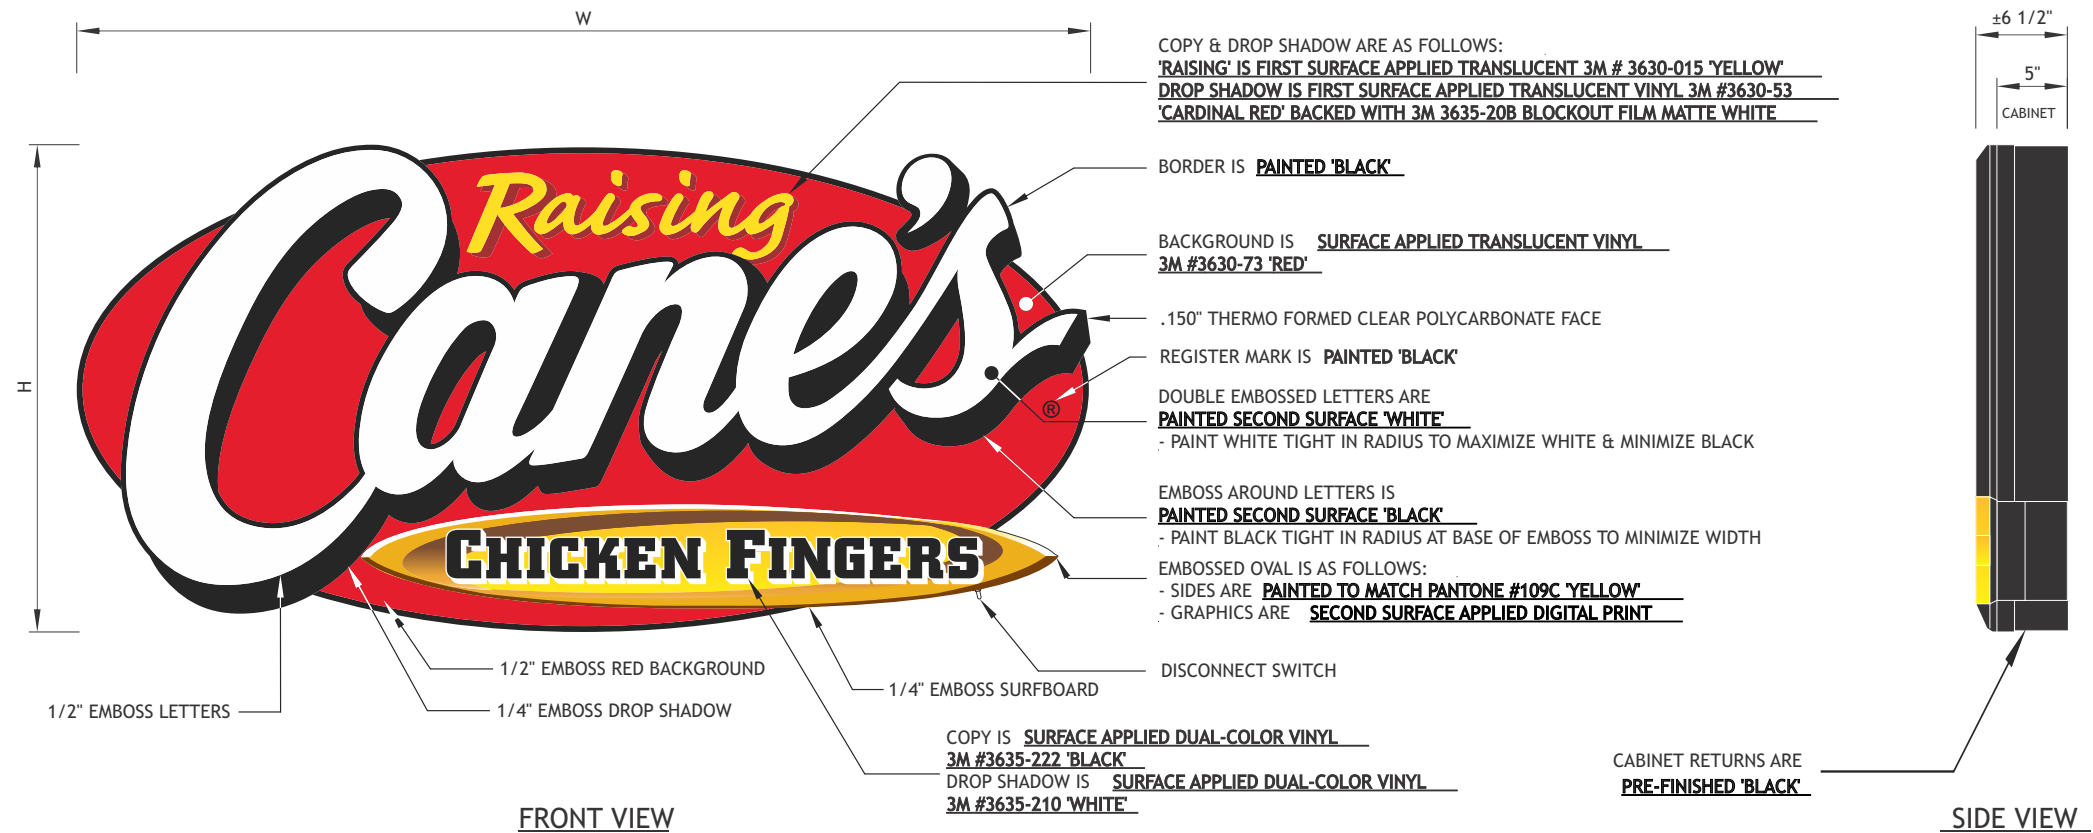 W
H
Raising
Cane's
®
CHICKEN FINGERS
COPY & DROP SHADOW ARE AS FOLLOWS:
'RAISING' IS FIRST SURFACE APPLIED TRANSLUCENT 3M # 3630-015 'YELLOW'
DROP SHADOW IS FIRST SURFACE APPLIED TRANSLUCENT VINYL 3M #3630-53
'CARDINAL RED' BACKED WITH 3M 3635-20B BLOCKOUT FILM MATTE WHITE
BORDER IS PAINTED 'BLACK'
BACKGROUND IS SURFACE APPLIED TRANSLUCENT VINYL
3M #3630-73 'RED'
.150" THERMO FORMED CLEAR POLYCARBONATE FACE
REGISTER MARK IS PAINTED 'BLACK'
DOUBLE EMBOSSED LETTERS ARE
PAINTED SECOND SURFACE 'WHITE'
- PAINT WHITE TIGHT IN RADIUS TO MAXIMIZE WHITE & MINIMIZE BLACK
EMBOSS AROUND LETTERS IS
PAINTED SECOND SURFACE 'BLACK'
- PAINT BLACK TIGHT IN RADIUS AT BASE OF EMBOSS TO MINIMIZE WIDTH
EMBOSSED OVAL IS AS FOLLOWS:
- SIDES ARE PAINTED TO MATCH PANTONE #109C 'YELLOW'
- GRAPHICS ARE SECOND SURFACE APPLIED DIGITAL PRINT
DISCONNECT SWITCH
1/2" EMBOSS RED BACKGROUND
1/4" EMBOSS SURFBOARD
1/2" EMBOSS LETTERS
1/4" EMBOSS DROP SHADOW
COPY IS SURFACE APPLIED DUAL-COLOR VINYL
3M #3635-222 'BLACK'
DROP SHADOW IS SURFACE APPLIED DUAL-COLOR VINYL
3M #3635-210 'WHITE'
FRONT VIEW
±6 1/2"
5"
CABINET
CABINET RETURNS ARE
PRE-FINISHED 'BLACK'
SIDE VIEW